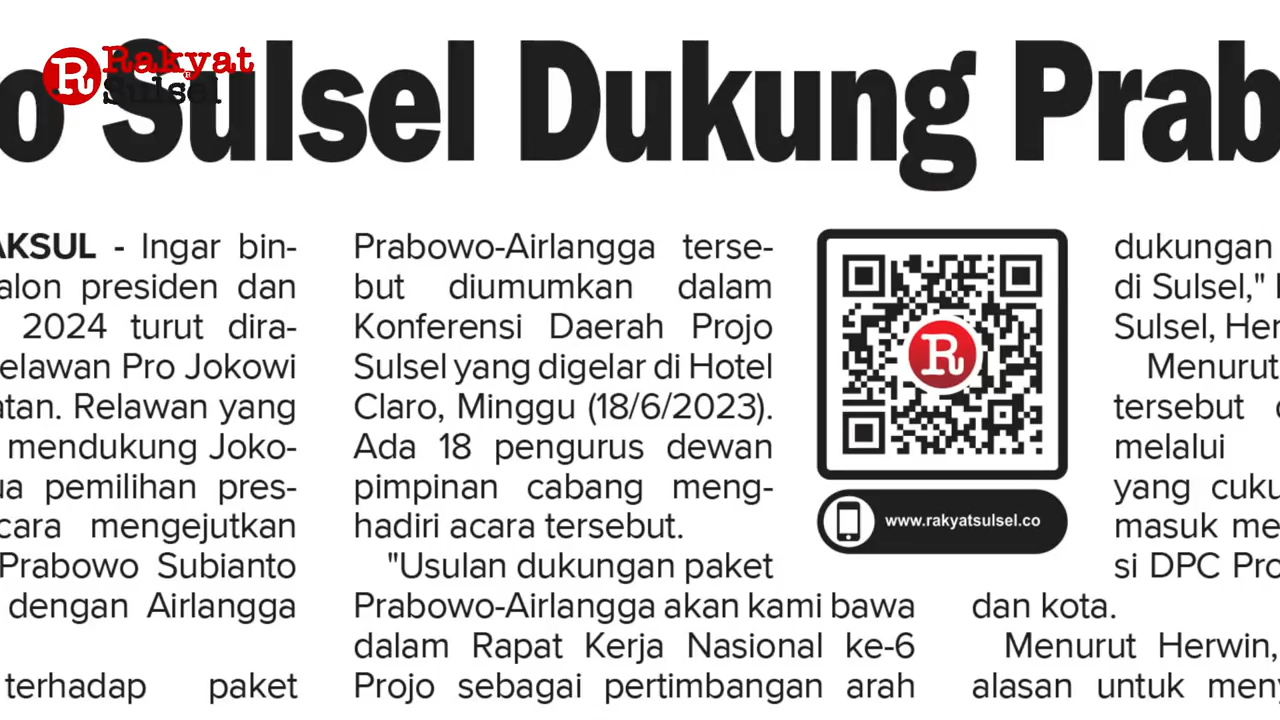 Rakyat
Sulsel
o Sulsel Dukung Prab
AKSUL - Ingar bin-
alon presiden dan
2024 turut dira-
elawan Pro Jokowi
atan. Relawan yang
mendukung Joko-
ua pemilihan pres-
cara mengejutkan
Prabowo Subianto
dengan Airlangga
terhadap paket
Prabowo-Airlangga terse-
but diumumkan dalam
Konferensi Daerah Projo
Sulsel yang digelar di Hotel
Claro, Minggu (18/6/2023).
Ada 18 pengurus dewan
pimpinan cabang meng-
hadiri acara tersebut.
"Usulan dukungan paket
Prabowo-Airlangga akan kami bawa
dalam Rapat Kerja Nasional ke-6
Projo sebagai pertimbangan arah
R
www.rakyatsulsel.co
dukungan
di Sulsel,"
Sulsel, Her
Menurut
tersebut
melalui
yang cuku
masuk me
si DPC Pro
dan kota.
Menurut Herwin,
alasan untuk meny